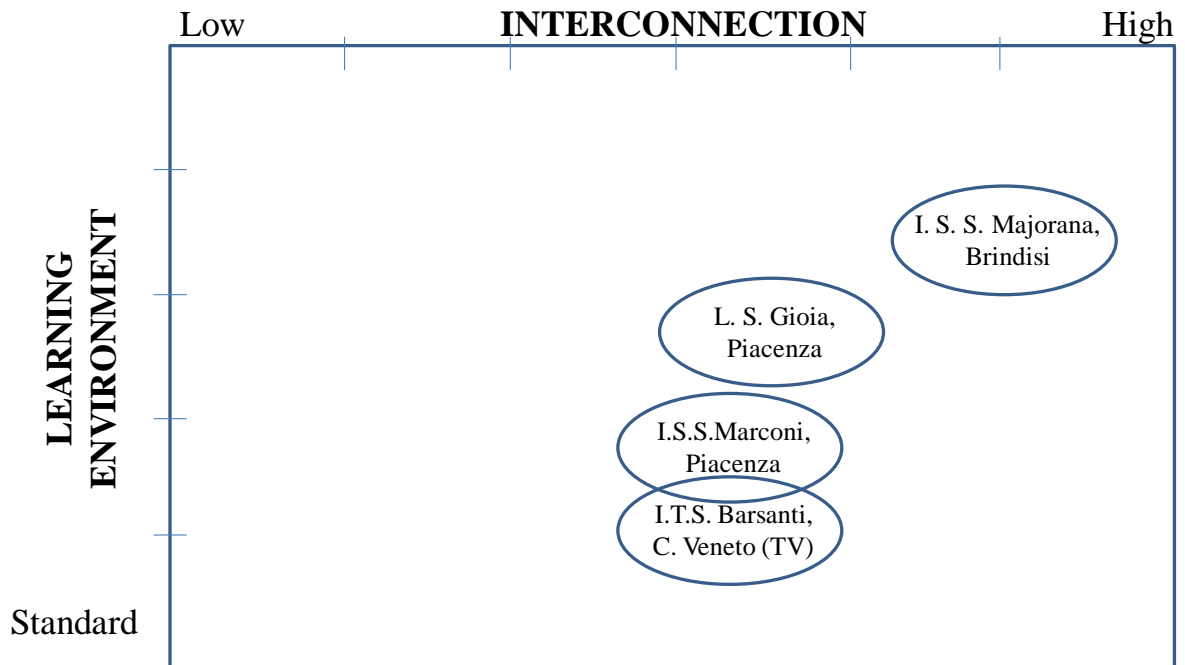 Low INTERCONNECTION High
LEARNING
ENVIRONMENT
I. S. S. Majorana,
Brindisi
L. S. Gioia,
Piacenza
I.S.S.Marconi,
Piacenza
I.T.S. Barsanti,
C. Veneto (TV)
Standard